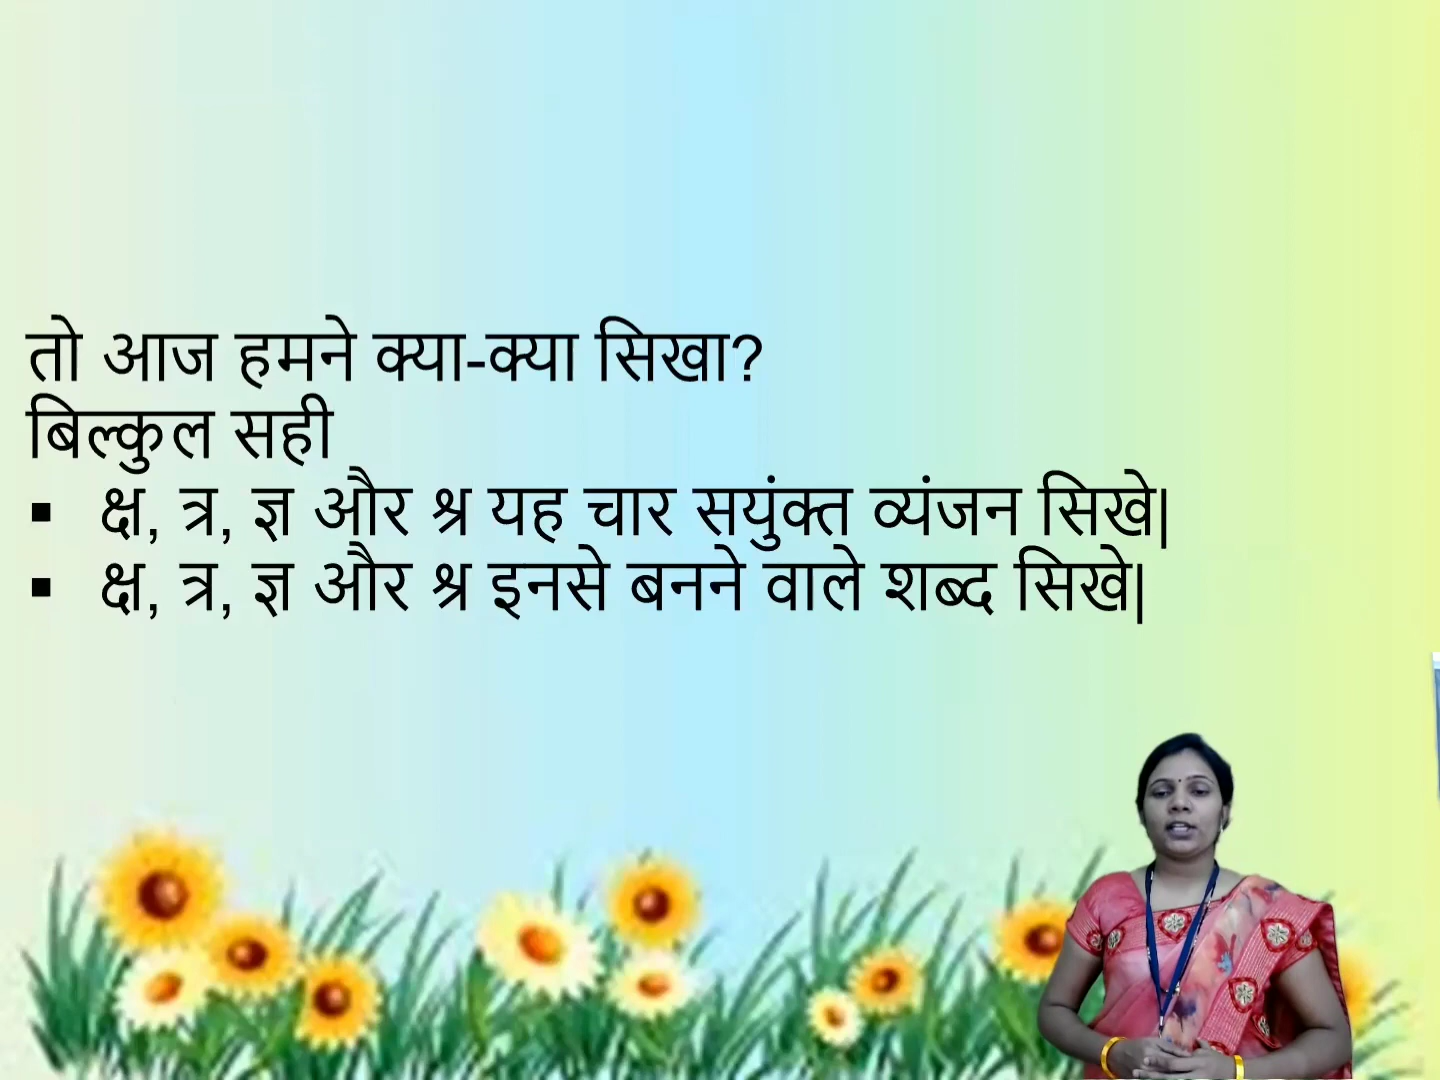 तो आज हमने क्या-क्या सिखा?
बिल्कुल सही
▪ क्ष, त्र, ज्ञ और श्र यह चार सयुंक्त व्यंजन सिखे|
▪ क्ष, त्र, ज्ञ और श्र इनसे बनने वाले शब्द सिखे|